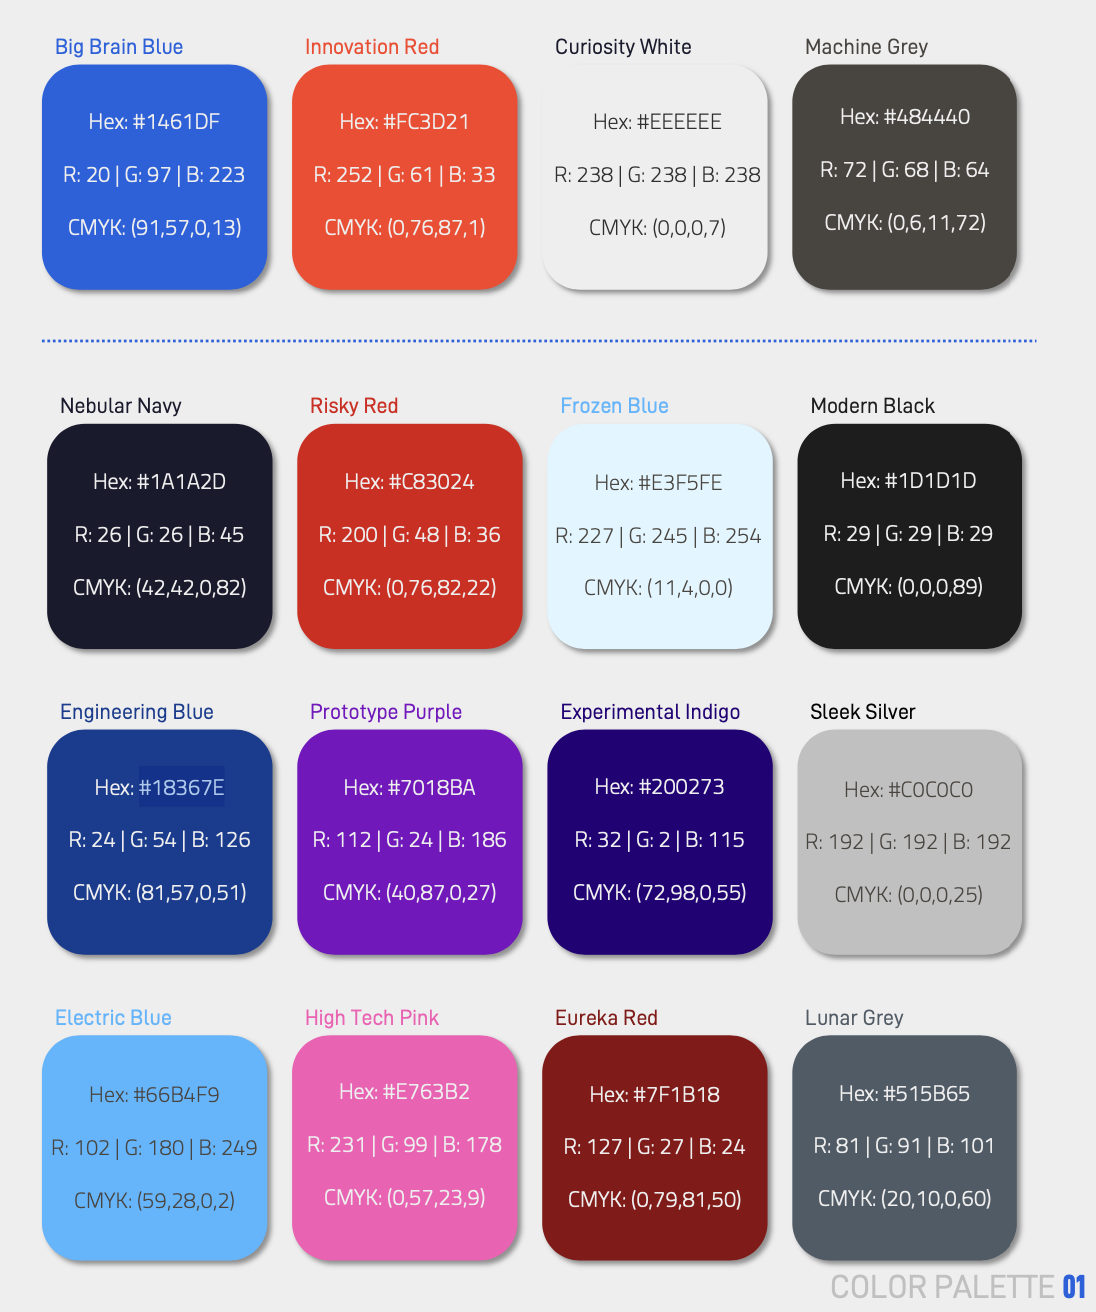 Big Brain Blue
Hex: #1461DF
R: 20 | G: 97 | B: 223
CMYK: (91,57,0,13)
Innovation Red
Hex: #FC3D21
R: 252 | G: 61 | B: 33
CMYK: (0,76,87,1)
Curiosity White
Hex: #EEEEEE
R: 238 | G: 238 | B: 238
CMYK: (0,0,0,7)
Machine Grey
Hex: #484440
R: 72 | G: 68 | B: 64
CMYK: (0,6,11,72)
Nebular Navy
Hex: #1A1A2D
R: 26 | G: 26 | B: 45
CMYK: (42,42,0,82)
Risky Red
Hex: #C83024
R: 200 | G: 48 | B: 36
CMYK: (0,76,82,22)
Frozen Blue
Hex: #E3F5FE
R: 227 | G: 245 | B: 254
CMYK: (11,4,0,0)
Modern Black
Hex: #1D1D1D
R: 29 | G: 29 | B: 29
CMYK: (0,0,0,89)
Engineering Blue
Hex: #18367E
R: 24 | G: 54 | B: 126
CMYK: (81,57,0,51)
Prototype Purple
Hex: #7018BA
R: 112 | G: 24 | B: 186
CMYK: (40,87,0,27)
Experimental Indigo
Hex: #200273
R: 32 | G: 2 | B: 115
CMYK: (72,98,0,55)
Sleek Silver
Hex: #C0C0C0
R: 192 | G: 192 | B: 192
CMYK: (0,0,0,25)
Electric Blue
Hex: #66B4F9
R: 102 | G: 180 | B: 249
CMYK: (59,28,0,2)
High Tech Pink
Hex: #E763B2
R: 231 | G: 99 | B: 178
CMYK: (0,57,23,9)
Eureka Red
Hex: #7F1B18
R: 127 | G: 27 | B: 24
CMYK: (0,79,81,50)
Lunar Grey
Hex: #515B65
R: 81 | G: 91 | B: 101
CMYK: (20,10,0,60)
COLOR PALETTE 01